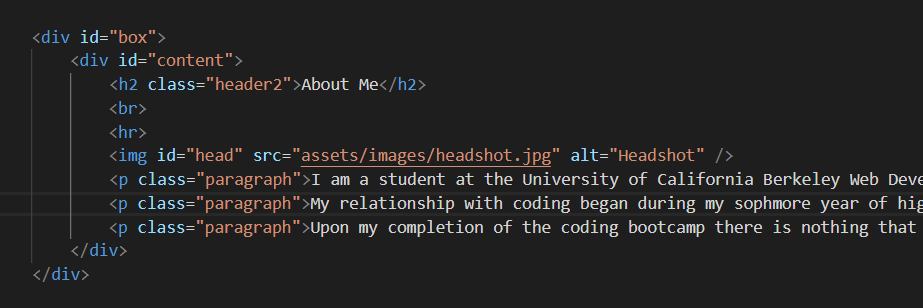 <div id="box">
<div id="content">
<h2 class="header2">About Me</h2>
<br>
<hr>
<img id="head" src="assets/images/headshot.jpg" alt="Headshot" />
<p class="paragraph">I am a student at the University of California Berkeley Web Deve
<p class="paragraph">My relationship with coding began during my sophmore year of hig
<p class="paragraph">Upon my completion of the coding bootcamp there is nothing that
</div>
</div>